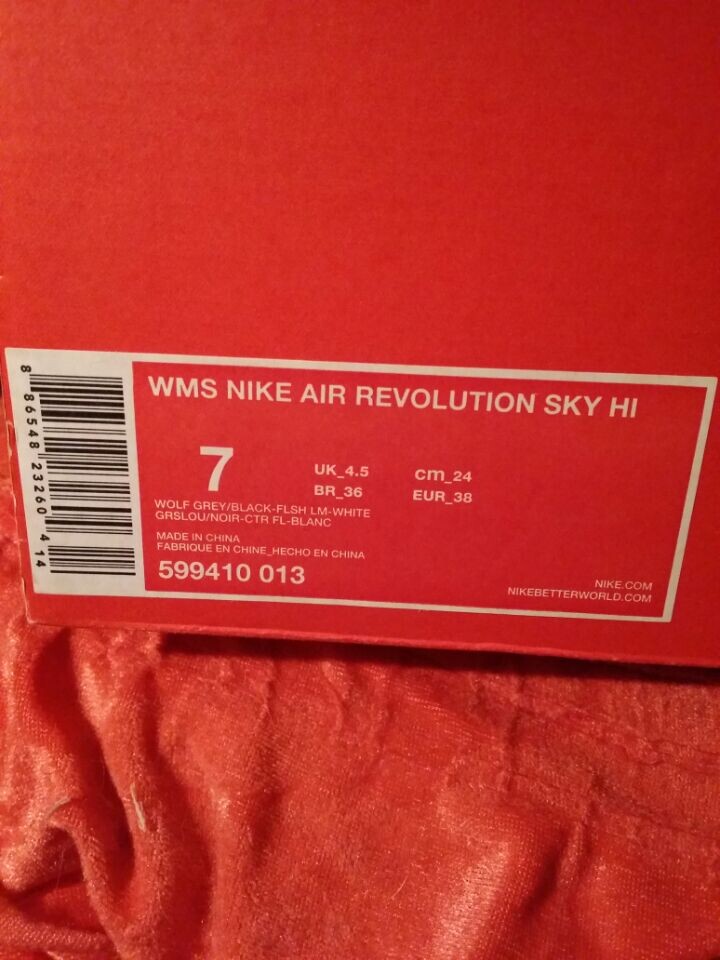 WMS NIKE AIR REVOLUTION SKY HI
7
UK_4.5 cm_24
BR_36 EUR_38
WOLF GREY/BLACK-FLSH LM-WHITE
GRSLOU/NOIR-CTR FL-BLANC
MADE IN CHINA
FABRIQUE EN CHINE_HECHO EN CHINA
599410 013
NIKE.COM
NIKEBETTERWORLD.COM
8 86548 23260 4 14